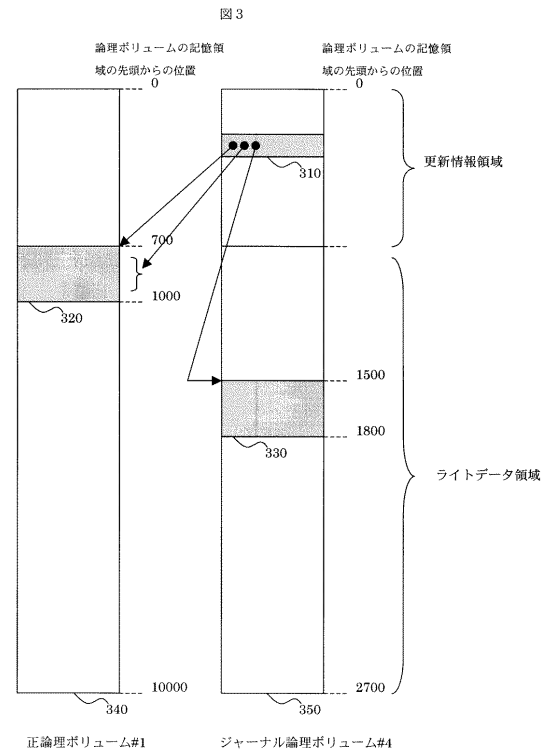 図3
論理ボリュームの記憶領
域の先頭からの位置
論理ボリュームの記憶領
域の先頭からの位置
0
0
310
更新情報領域
700
1000
320
1500
1800
330
ライトデータ領域
10000
2700
340
350
正論理ボリューム#1
ジャーナル論理ボリューム#4